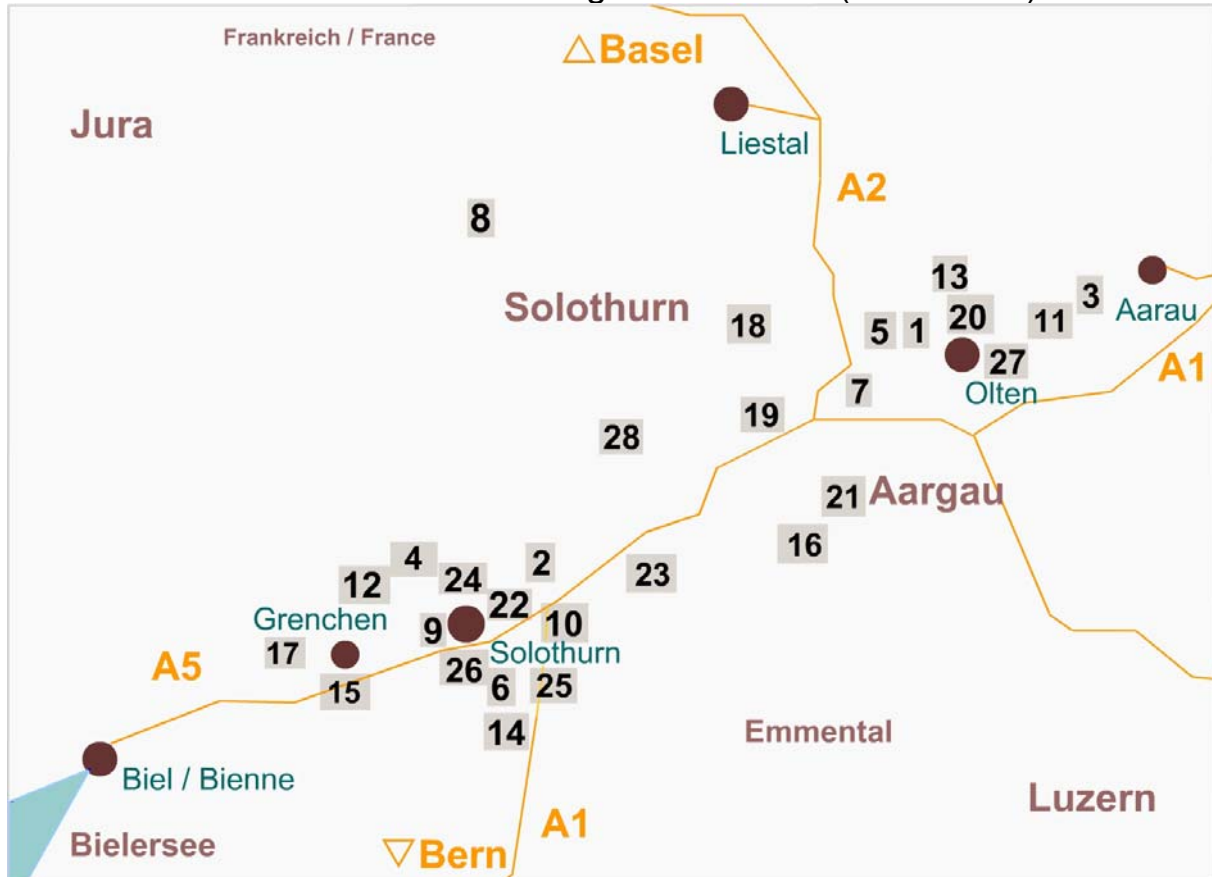 Frankreich / France
△Basel
Jura
Liestal
A2
8
13
3
Solothurn
18
5
1
20
11
Aarau
27
A1
7
Olten
19
28
21
Aargau
16
4
2
12
24
23
22
Grenchen
9
10
17
Solothurn
A5
26
6
25
15
14
Emmental
Biel / Bienne
Luzern
A1
Bielersee
▽Bern